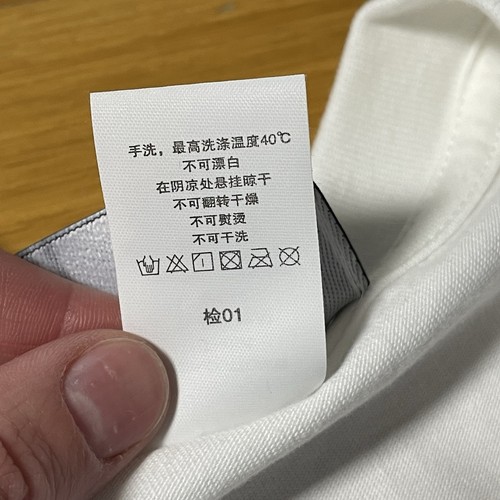 手洗，最高洗涤温度40℃
不可漂白
在阴凉处悬挂晾干
不可翻转干燥
不可熨烫
不可干洗
检01